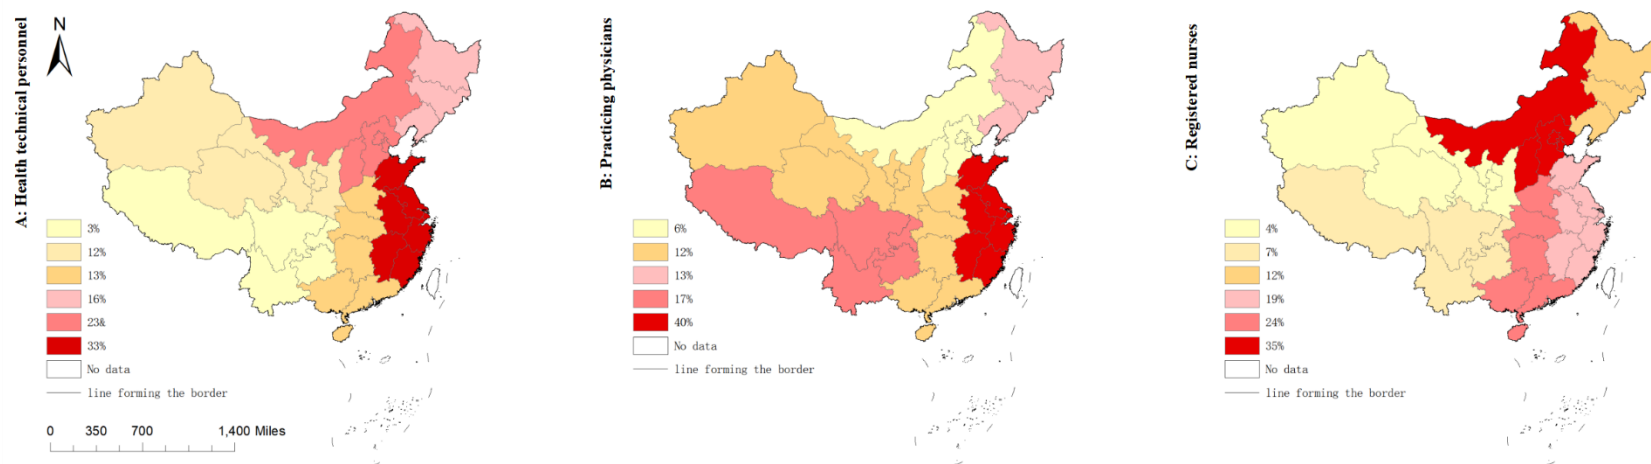 A: Health technical personnel
N
3%
12%
13%
16%
23&
33%
No data
line forming the border
0 350 700 1,400 Miles
B: Practicing physicians
6%
12%
13%
17%
40%
No data
line forming the border
C: Registered nurses
4%
7%
12%
19%
24%
35%
No data
line forming the border